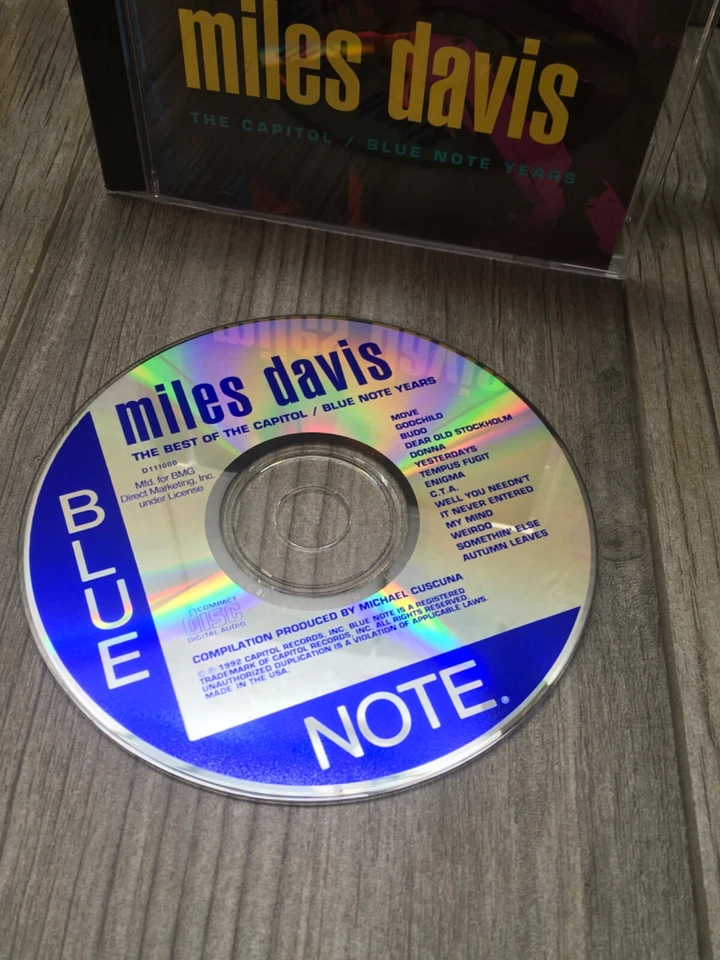 miles davis
THE CAPITOL / BLUE NOTE YEARS
miles davis
THE BEST OF THE CAPITOL / BLUE NOTE YEARS
D111000
Mfd. for BMG
Direct Marketing, Inc.
under License
MOVE
GODCHILD
BUDO
DEAR OLD STOCKHOLM
DONNA
YESTERDAYS
TEMPUS FUGIT
ENIGMA
C.T.A.
WELL YOU NEEDN'T
IT NEVER ENTERED
MY MIND
WEIRDO
SOMETHIN' ELSE
AUTUMN LEAVES
BLUE
COMPACT
disc
DIGITAL AUDIO
COMPILATION PRODUCED BY MICHAEL CUSCUNA
© ℗ 1992 CAPITOL RECORDS, INC. BLUE NOTE IS A REGISTERED
TRADEMARK OF CAPITOL RECORDS, INC. ALL RIGHTS RESERVED.
UNAUTHORIZED DUPLICATION IS A VIOLATION OF APPLICABLE LAWS.
MADE IN THE USA.
NOTE®